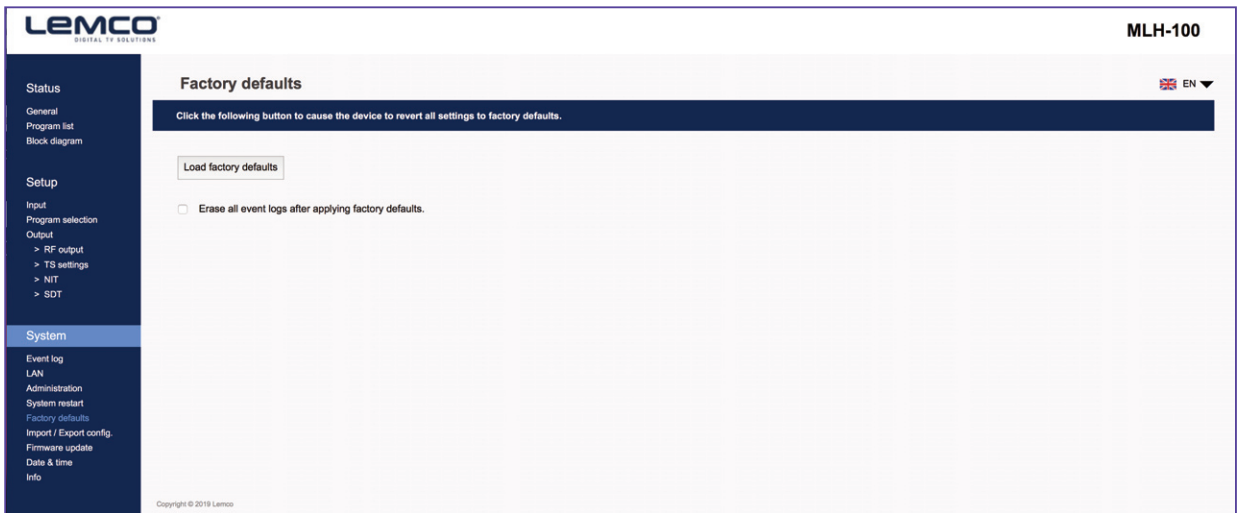 Lemco
DIGITAL TV SOLUTIONS
MLH-100
Status
General
Program list
Block diagram
Setup
Input
Program selection
Output
> RF output
> TS settings
> NIT
> SDT
System
Event log
LAN
Administration
System restart
Factory defaults
Import / Export config.
Firmware update
Date & time
Info
Factory defaults
EN
Click the following button to cause the device to revert all settings to factory defaults.
Load factory defaults
Erase all event logs after applying factory defaults.
Copyright © 2019 Lemco